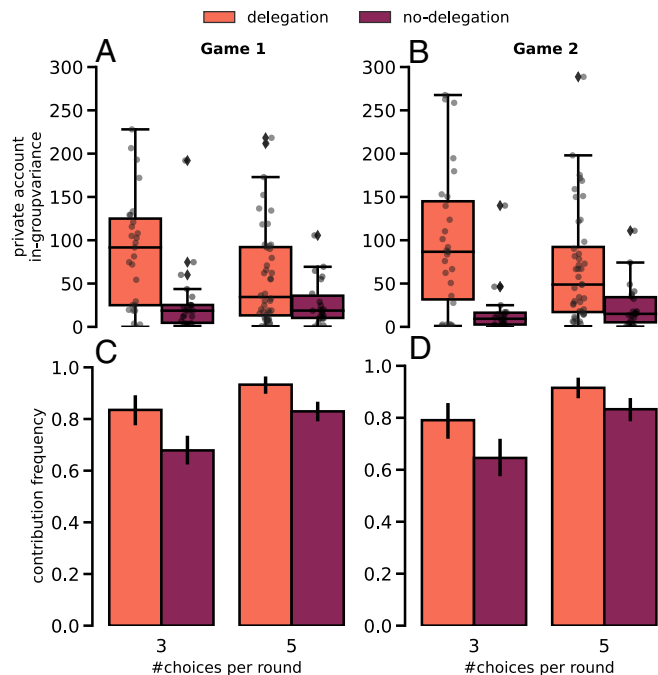 delegation no-delegation
A Game 1 B Game 2
private account
in-groupvariance
300 300
250 250
200 200
150 150
100 100
50 50
0 0
C D
contribution frequency
1.0 1.0
0.8 0.8
0.6 0.6
0.4 0.4
0.2 0.2
0.0 0.0
3 5 3 5
#choices per round #choices per round